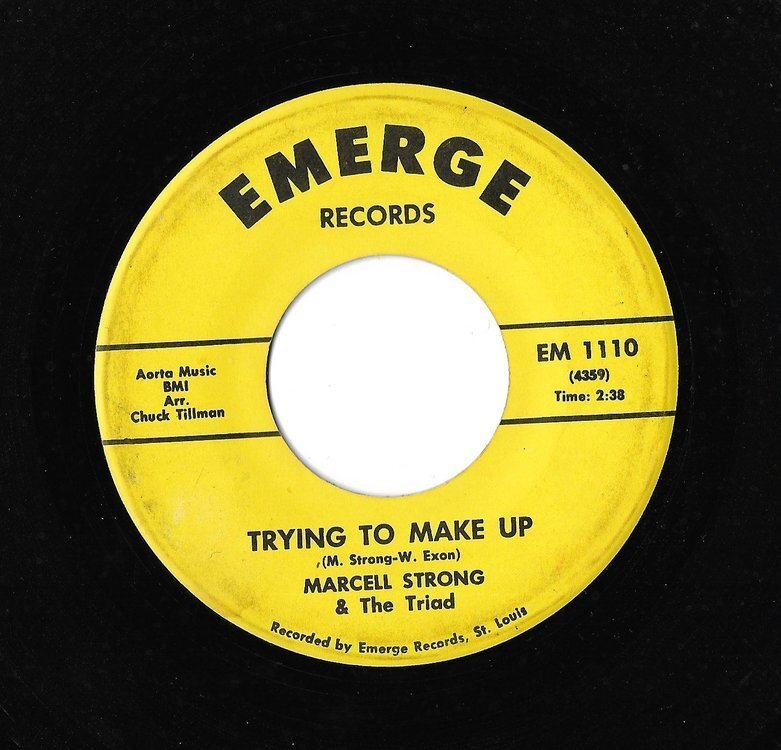 EMERGE
RECORDS
Aorta Music
BMI
Arr.
Chuck Tillman
EM 1110
(4359)
Time: 2:38
TRYING TO MAKE UP
(M. Strong-W. Exon)
MARCELL STRONG
& The Triad
Recorded by Emerge Records, St. Louis